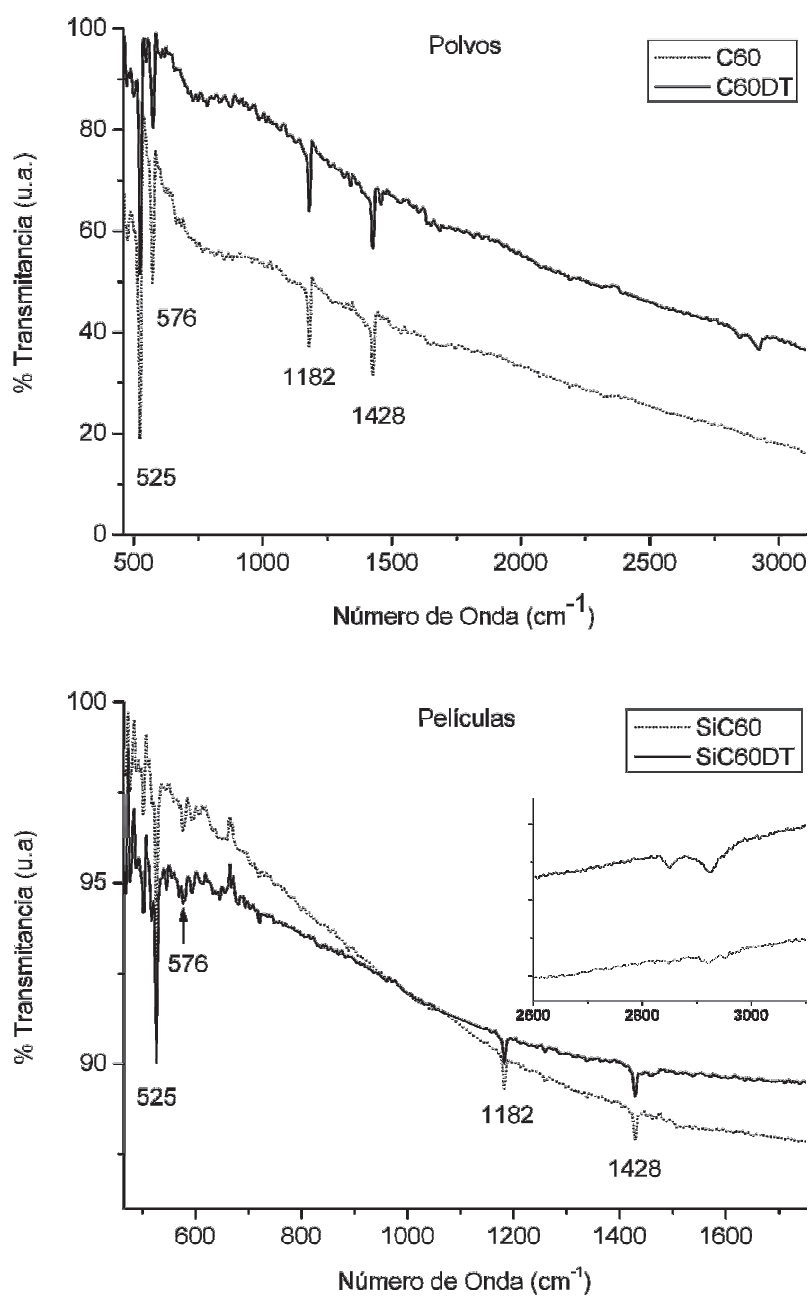 Polvos
C60
C60DT
% Transmitancia (u.a.)
100
80
60
40
20
0
576
525
1182
1428
500 1000 1500 2000 2500 3000
Número de Onda (cm-1)
Películas
SiC60
SiC60DT
% Transmitancia (u.a)
100
95
90
576
525
1182
1428
2600 2800 3000
600 800 1000 1200 1400 1600
Número de Onda (cm-1)